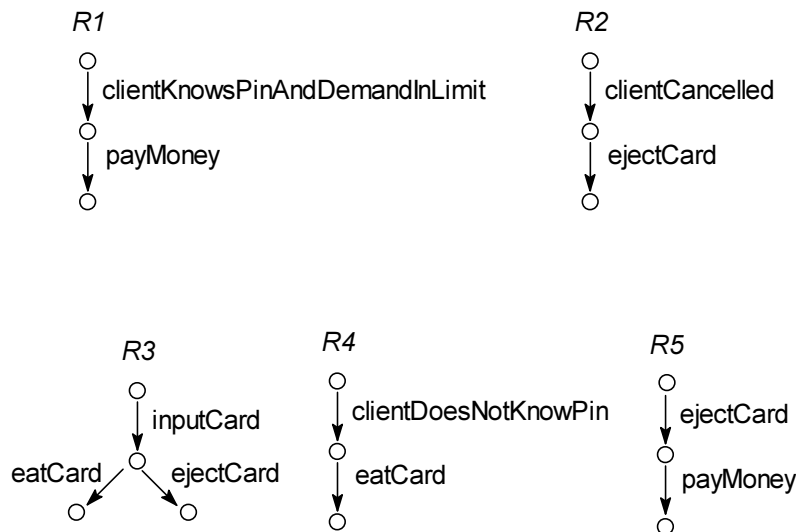 R1
clientKnowsPinAndDemandInLimit
payMoney
R2
clientCancelled
ejectCard
R3
inputCard
eatCard
ejectCard
R4
clientDoesNotKnowPin
eatCard
R5
ejectCard
payMoney